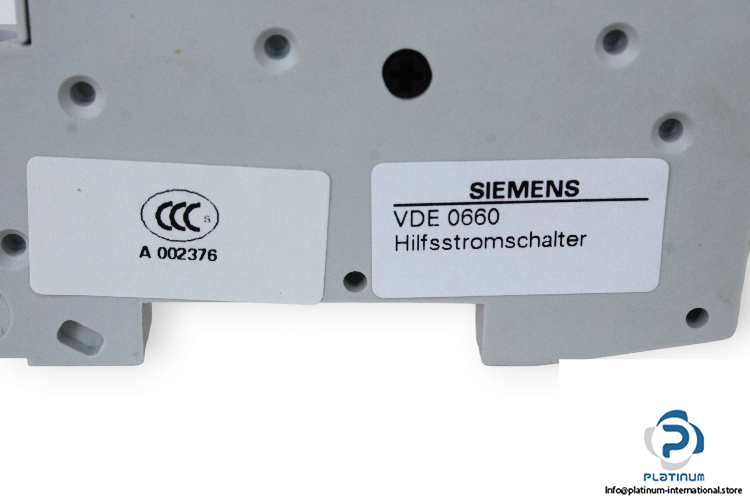 CCC S
A 002376
SIEMENS
VDE 0660
Hilfsstromschalter
P
PLATINUM
Info@platinum-international.store